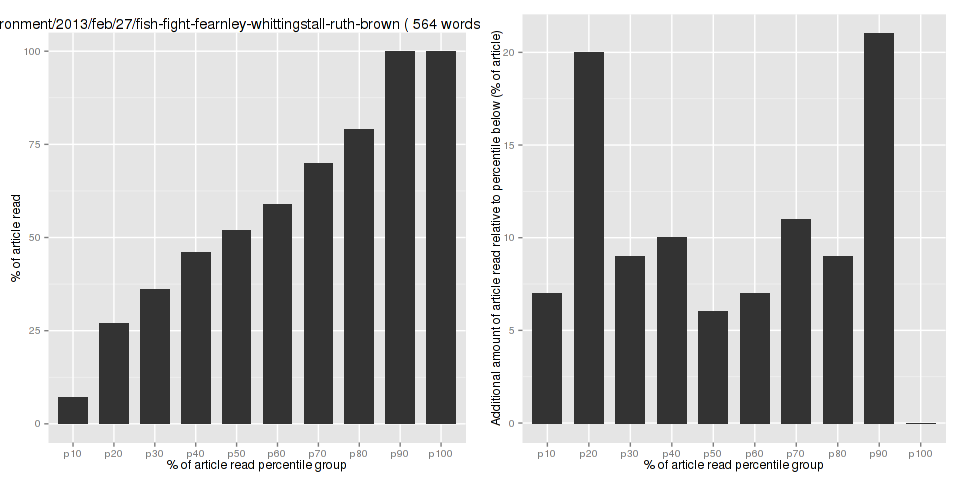 ronment/2013/feb/27/fish-fight-fearnley-whittingstall-ruth-brown ( 564 words
% of article read
100
75
50
25
0
p10 p20 p30 p40 p50 p60 p70 p80 p90 p100
% of article read percentile group
Additional amount of article read relative to percentile below (% of article)
20
15
10
5
0
p10 p20 p30 p40 p50 p60 p70 p80 p90 p100
% of article read percentile group